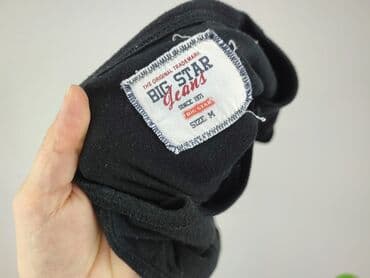 THE ORIGINAL TRADEMARK
BIG STAR
Jeans
SINCE 1971
BIG STAR
SIZE: M